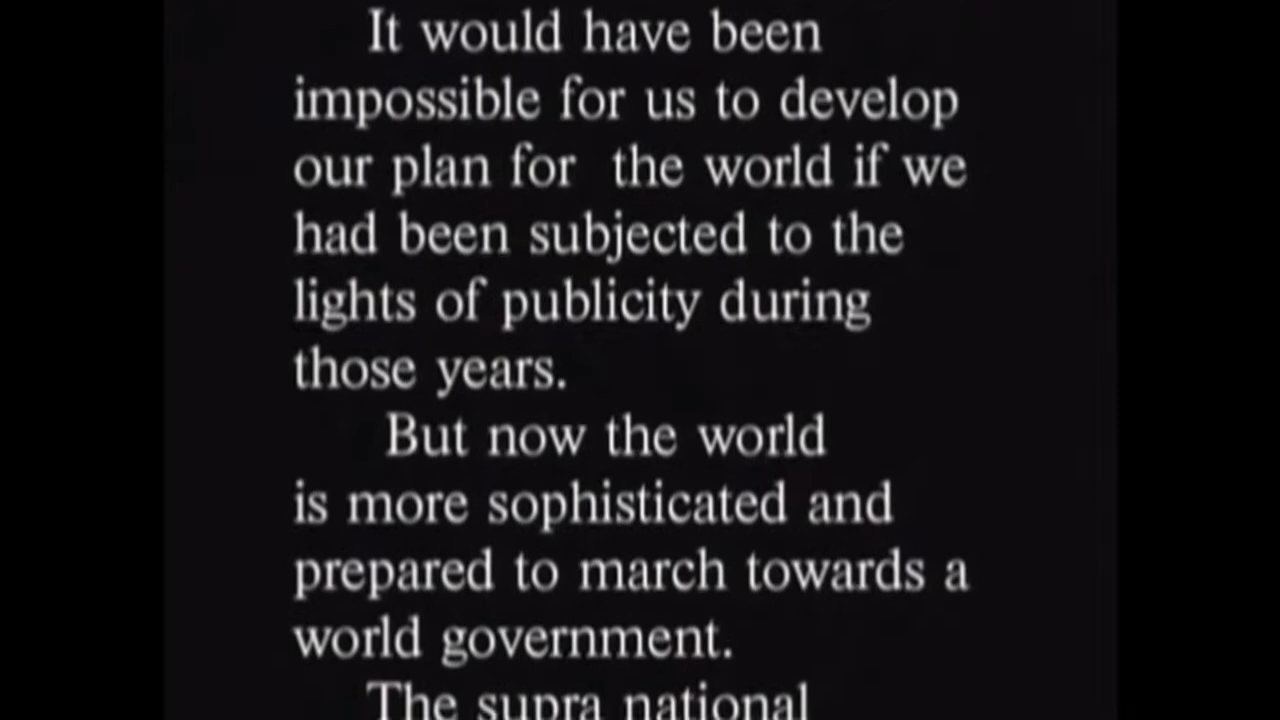 It would have been
impossible for us to develop
our plan for  the world if we
had been subjected to the
lights of publicity during
those years.
But now the world
is more sophisticated and
prepared to march towards a
world government.
The supra national